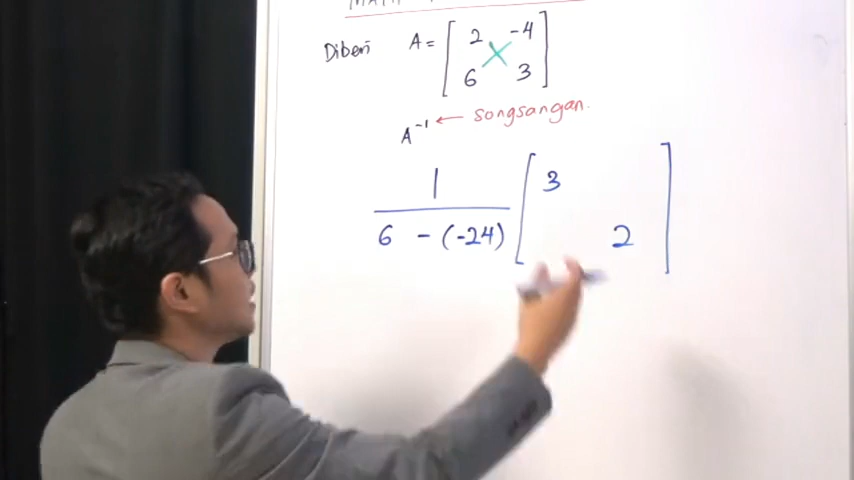 Diberi A = [ 2 -4
6 3 ]
A⁻¹ ← songsangan.
1 [ 3
6 - (-24) 2 ]